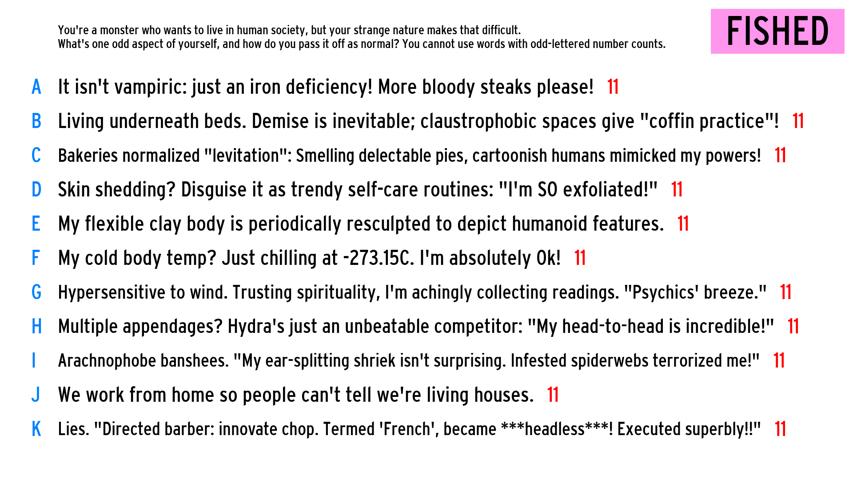 You're a monster who wants to live in human society, but your strange nature makes that difficult.
What's one odd aspect of yourself, and how do you pass it off as normal? You cannot use words with odd-lettered number counts.
FISHED
A It isn't vampiric: just an iron deficiency! More bloody steaks please! 11
B Living underneath beds. Demise is inevitable; claustrophobic spaces give "coffin practice"! 11
C Bakeries normalized "levitation": Smelling delectable pies, cartoonish humans mimicked my powers! 11
D Skin shedding? Disguise it as trendy self-care routines: "I'm SO exfoliated!" 11
E My flexible clay body is periodically resculpted to depict humanoid features. 11
F My cold body temp? Just chilling at -273.15C. I'm absolutely 0k! 11
G Hypersensitive to wind. Trusting spirituality, I'm achingly collecting readings. "Psychics' breeze." 11
H Multiple appendages? Hydra's just an unbeatable competitor: "My head-to-head is incredible!" 11
I Arachnophobe banshees. "My ear-splitting shriek isn't surprising. Infested spiderwebs terrorized me!" 11
J We work from home so people can't tell we're living houses. 11
K Lies. "Directed barber: innovate chop. Termed 'French', became ***headless***! Executed superbly!!" 11